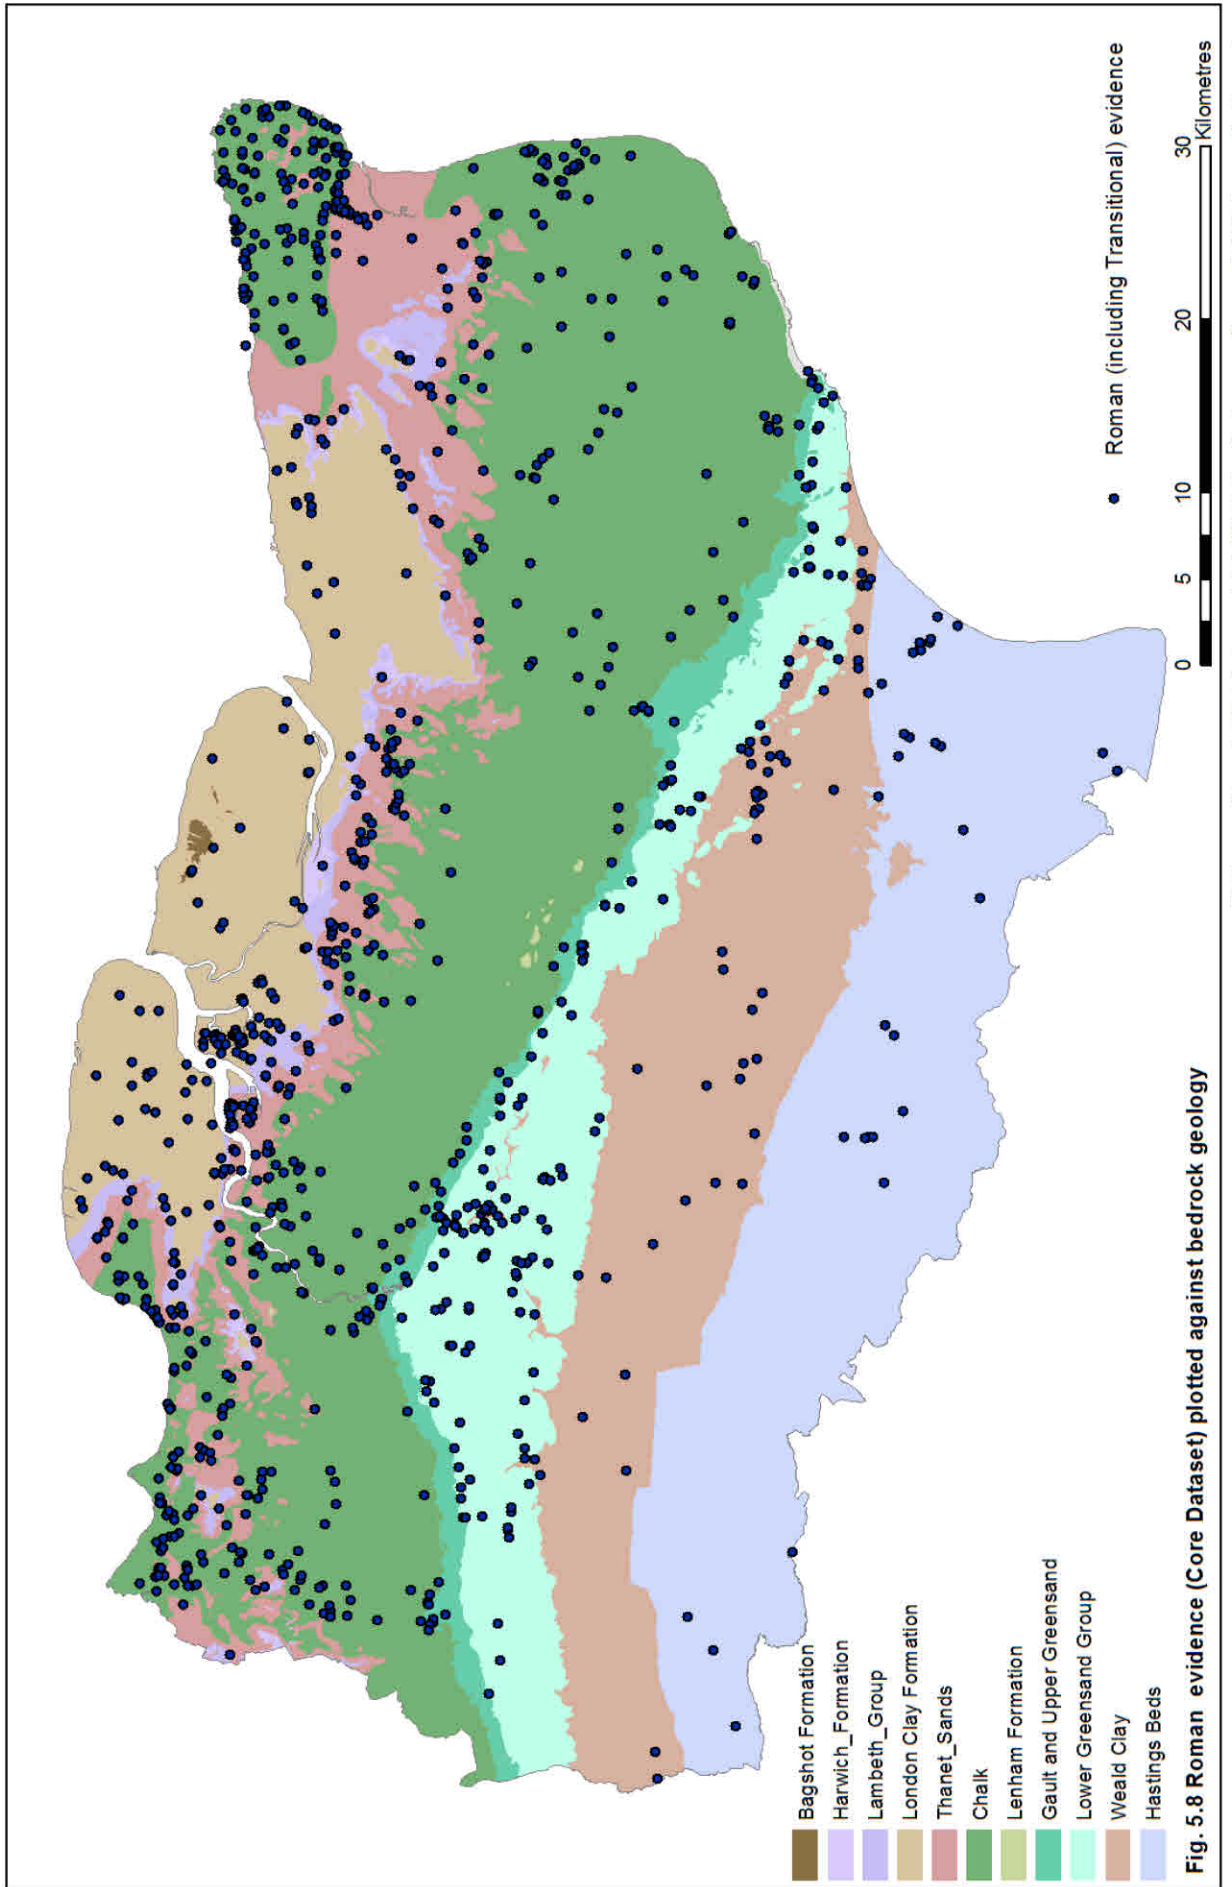 Bagshot Formation
Harwich_Formation
Lambeth_Group
London Clay Formation
Thanet_Sands
Chalk
Lenham Formation
Gault and Upper Greensand
Lower Greensand Group
Weald Clay
Hastings Beds
Roman (including Transitional) evidence
0 5 10 20 30
Kilometres
Fig. 5.8 Roman evidence (Core Dataset) plotted against bedrock geology